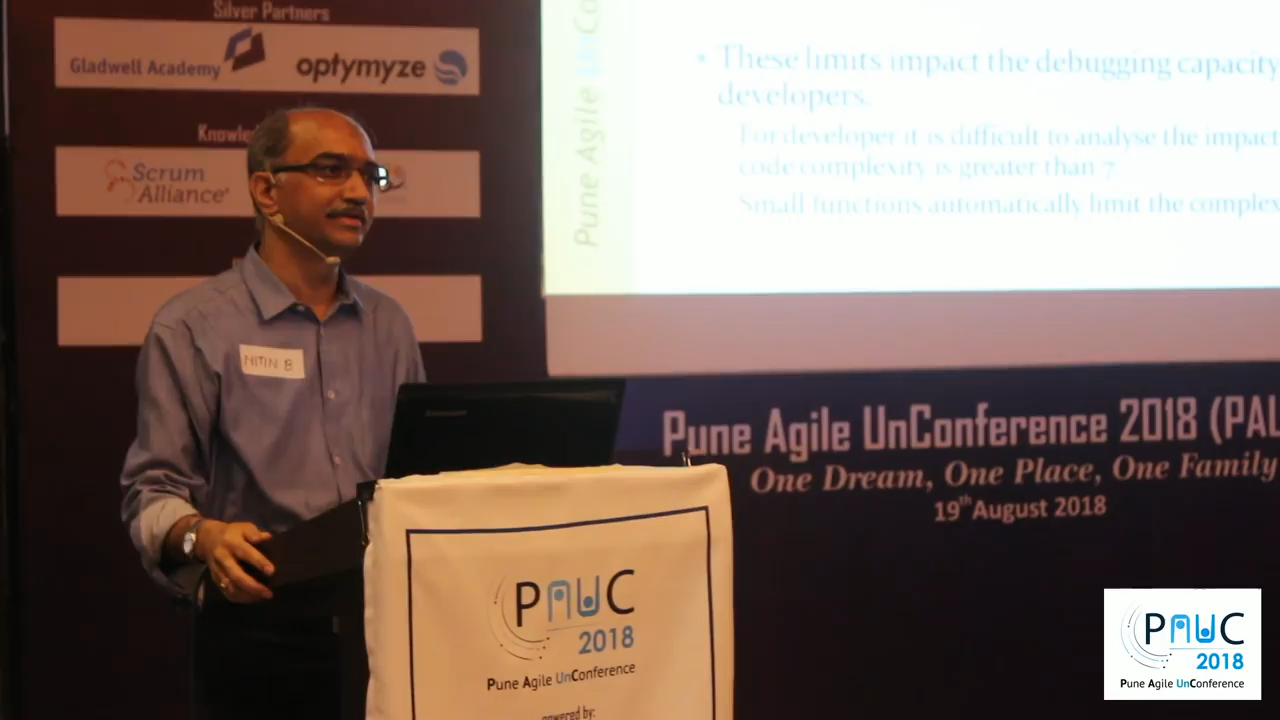 Silver Partners
Gladwell Academy
optymyze
Scrum
Alliance®
NITIN B
Pune Agile UnCo
These limits impact the debugging capacity
developers.
For developer it is difficult to analyse the impact
code complexity is greater than 7
Small functions automatically limit the complex
Pune Agile UnConference 2018 (PAU
One Dream, One Place, One Family
19th August 2018
PAUC
2018
Pune Agile UnConference
powered by:
PAUC
2018
Pune Agile UnConference